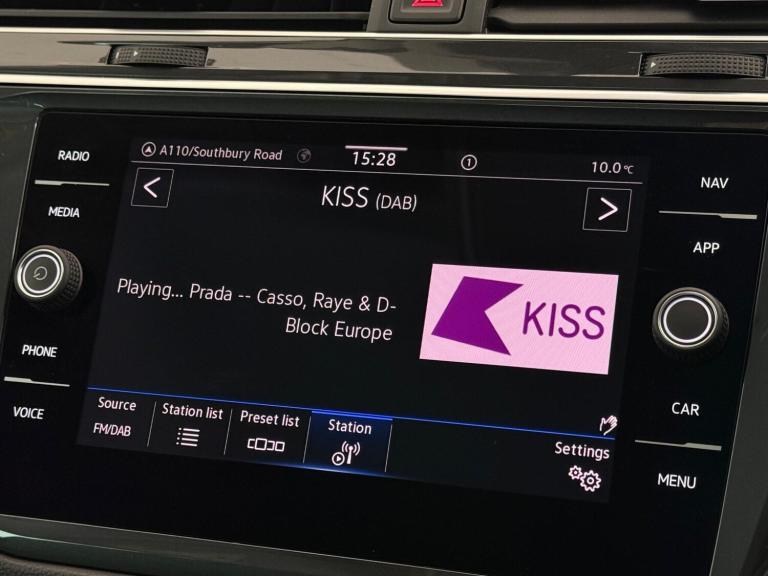 A110/Southbury Road 15:28 1 10.0°C
RADIO
MEDIA
PHONE
VOICE
< KISS (DAB) >
Playing... Prada -- Casso, Raye & D-
Block Europe
KISS
Source
FM/DAB
Station list
Preset list
Station
Settings
NAV
APP
CAR
MENU